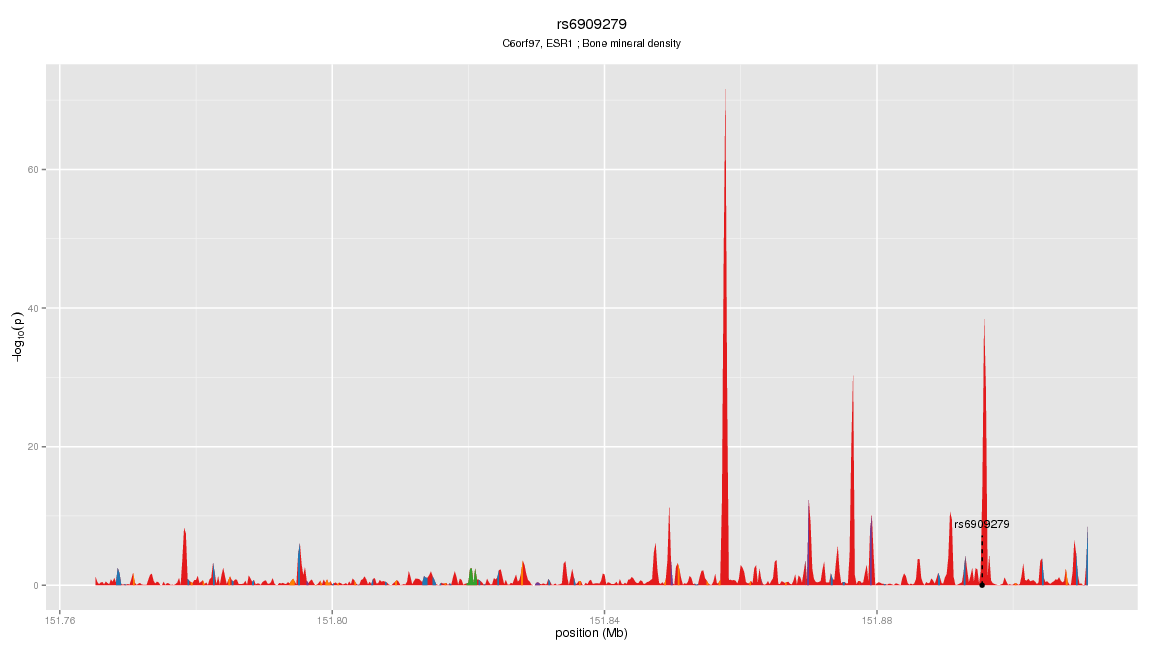 rs6909279
C6orf97, ESR1 ; Bone mineral density
60
40
20
0
−log10(p)
rs6909279
151.76
151.80
151.84
151.88
position (Mb)